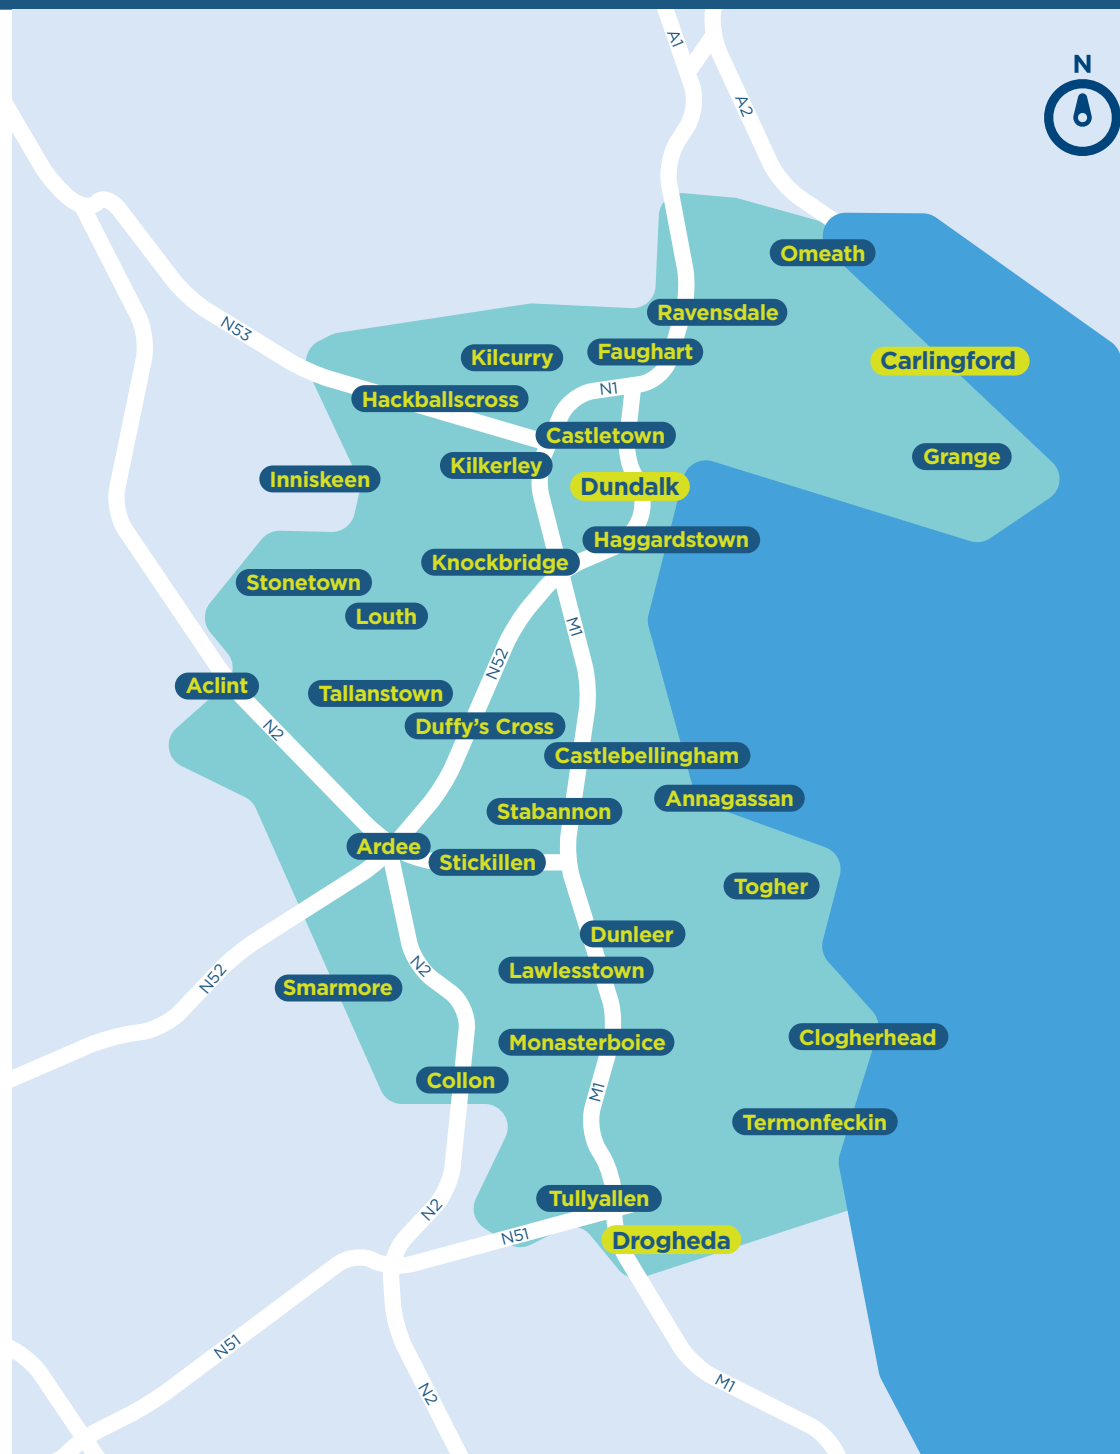 A1
N
A2
Omeath
Ravensdale
N53
Faughart
Kilcurry
Carlingford
N1
Hackballscross
Castletown
Grange
Kilkerley
Inniskeen
Dundalk
Haggardstown
Knockbridge
Stonetown
Louth
M1
N52
Aclint
Tallanstown
Duffy's Cross
N2
Castlebellingham
Annagassan
Stabannon
Ardee
Stickillen
Togher
Dunleer
N2
Lawlesstown
N52
Smarmore
Clogherhead
Monasterboice
Collon
M1
Termonfeckin
Tullyallen
N2
N51
Drogheda
N51
M1
N2